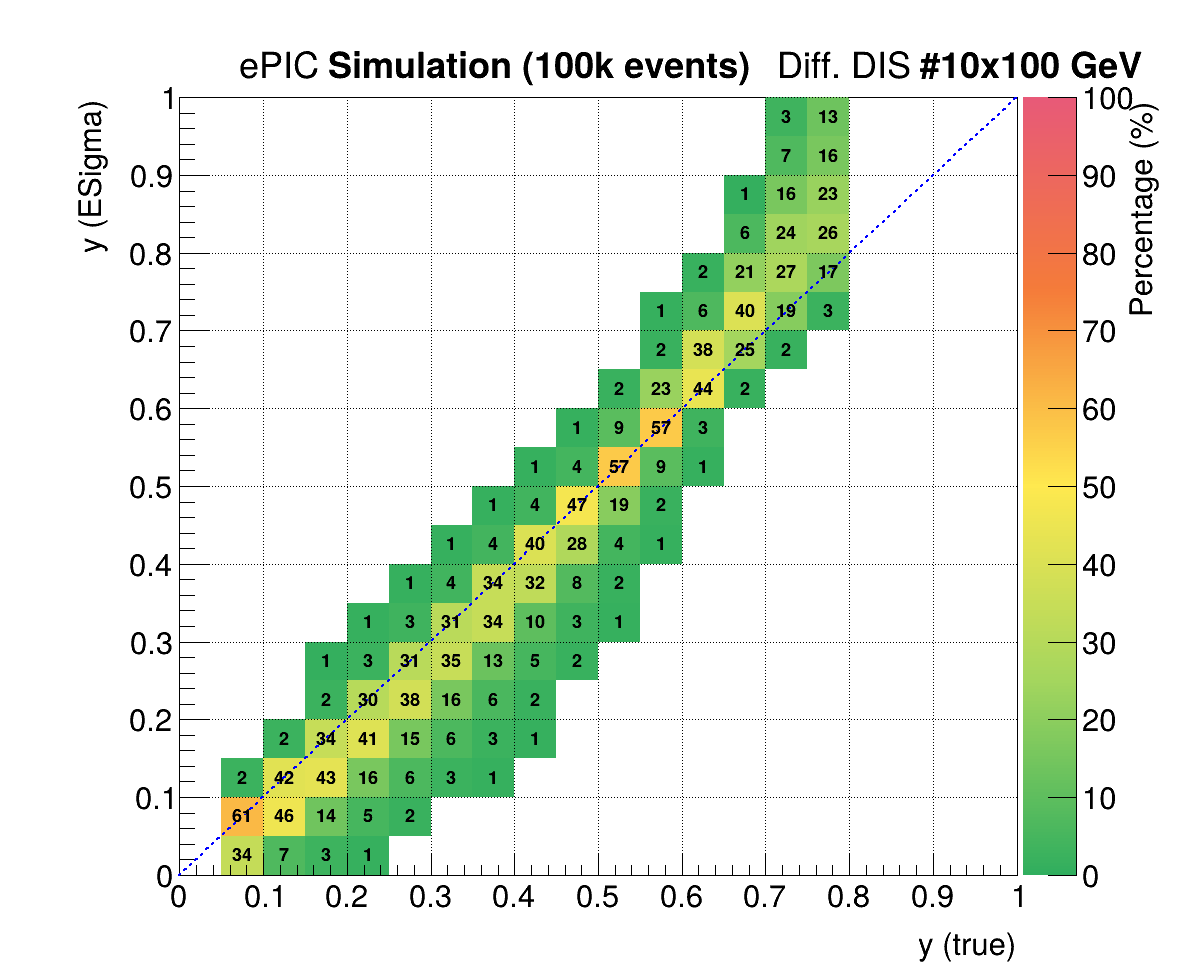 ePIC Simulation (100k events) Diff. DIS #10x100 GeV
y (ESigma)
Percentage (%)
1 3 13 100
7 16
0.9 1 16 23 90
6 24 26
0.8 2 21 27 17 80
1 6 40 19 3
0.7 2 38 25 2 70
2 23 44 2
0.6 1 9 57 3 60
1 4 57 9 1
0.5 1 4 47 19 2 50
1 4 40 28 4 1
0.4 1 4 34 32 8 2 40
1 3 31 34 10 3 1
0.3 1 3 31 35 13 5 2 30
2 30 38 16 6 2
0.2 2 34 41 15 6 3 1 20
2 42 43 16 6 3 1
0.1 61 46 14 5 2 10
34 7 3 1
0 0
0 0.1 0.2 0.3 0.4 0.5 0.6 0.7 0.8 0.9 1
y (true)